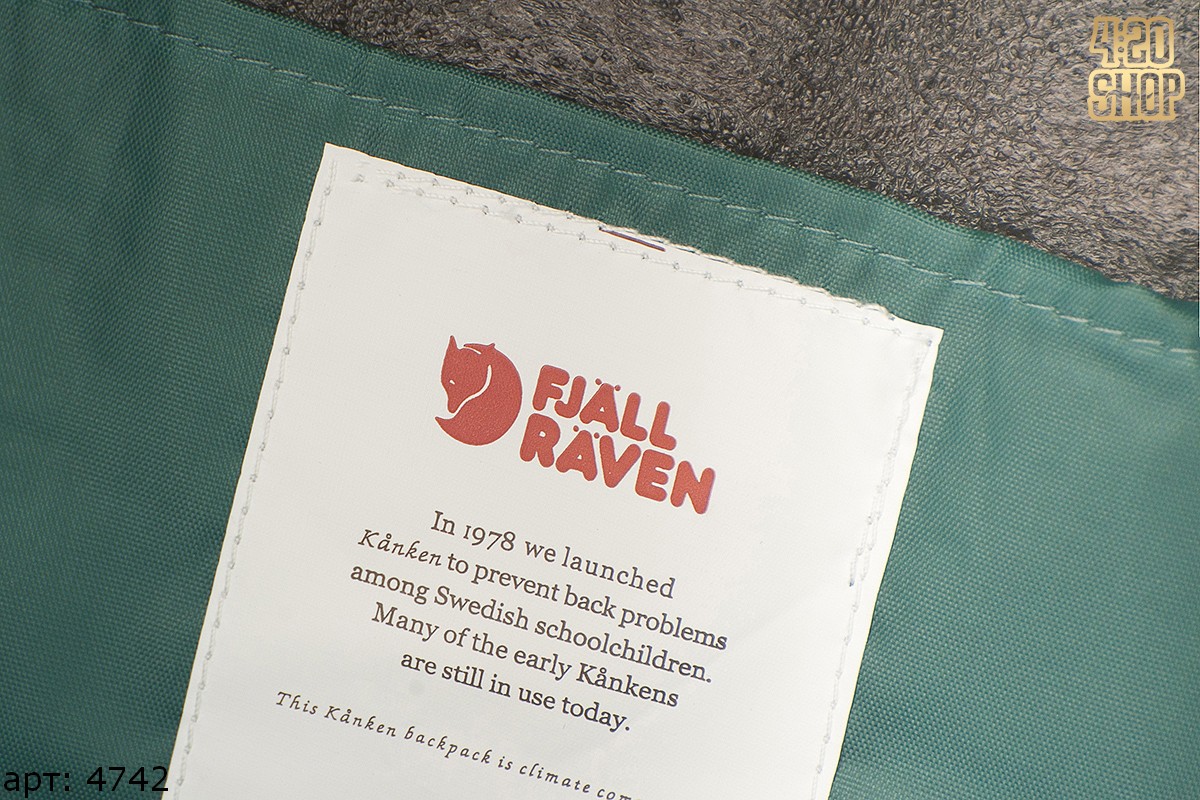 4:20
SHOP
FJÄLL
RÄVEN
In 1978 we launched
Kånken to prevent back problems
among Swedish schoolchildren.
Many of the early Kånkens
are still in use today.
This Kånken backpack is climate com
арт: 4742